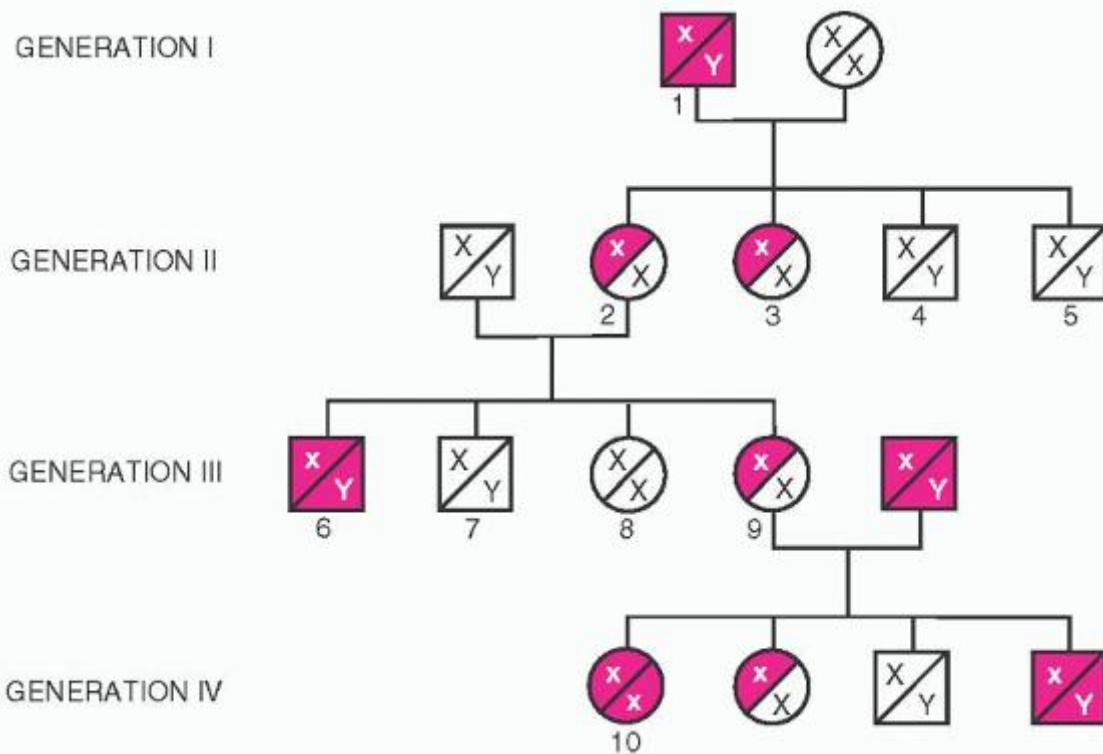 GENERATION I
x Y X X
1
GENERATION II
X Y x X x X X Y X Y
2 3 4 5
GENERATION III
x Y X Y X X x X x Y
6 7 8 9
GENERATION IV
x x x X X Y x Y
10